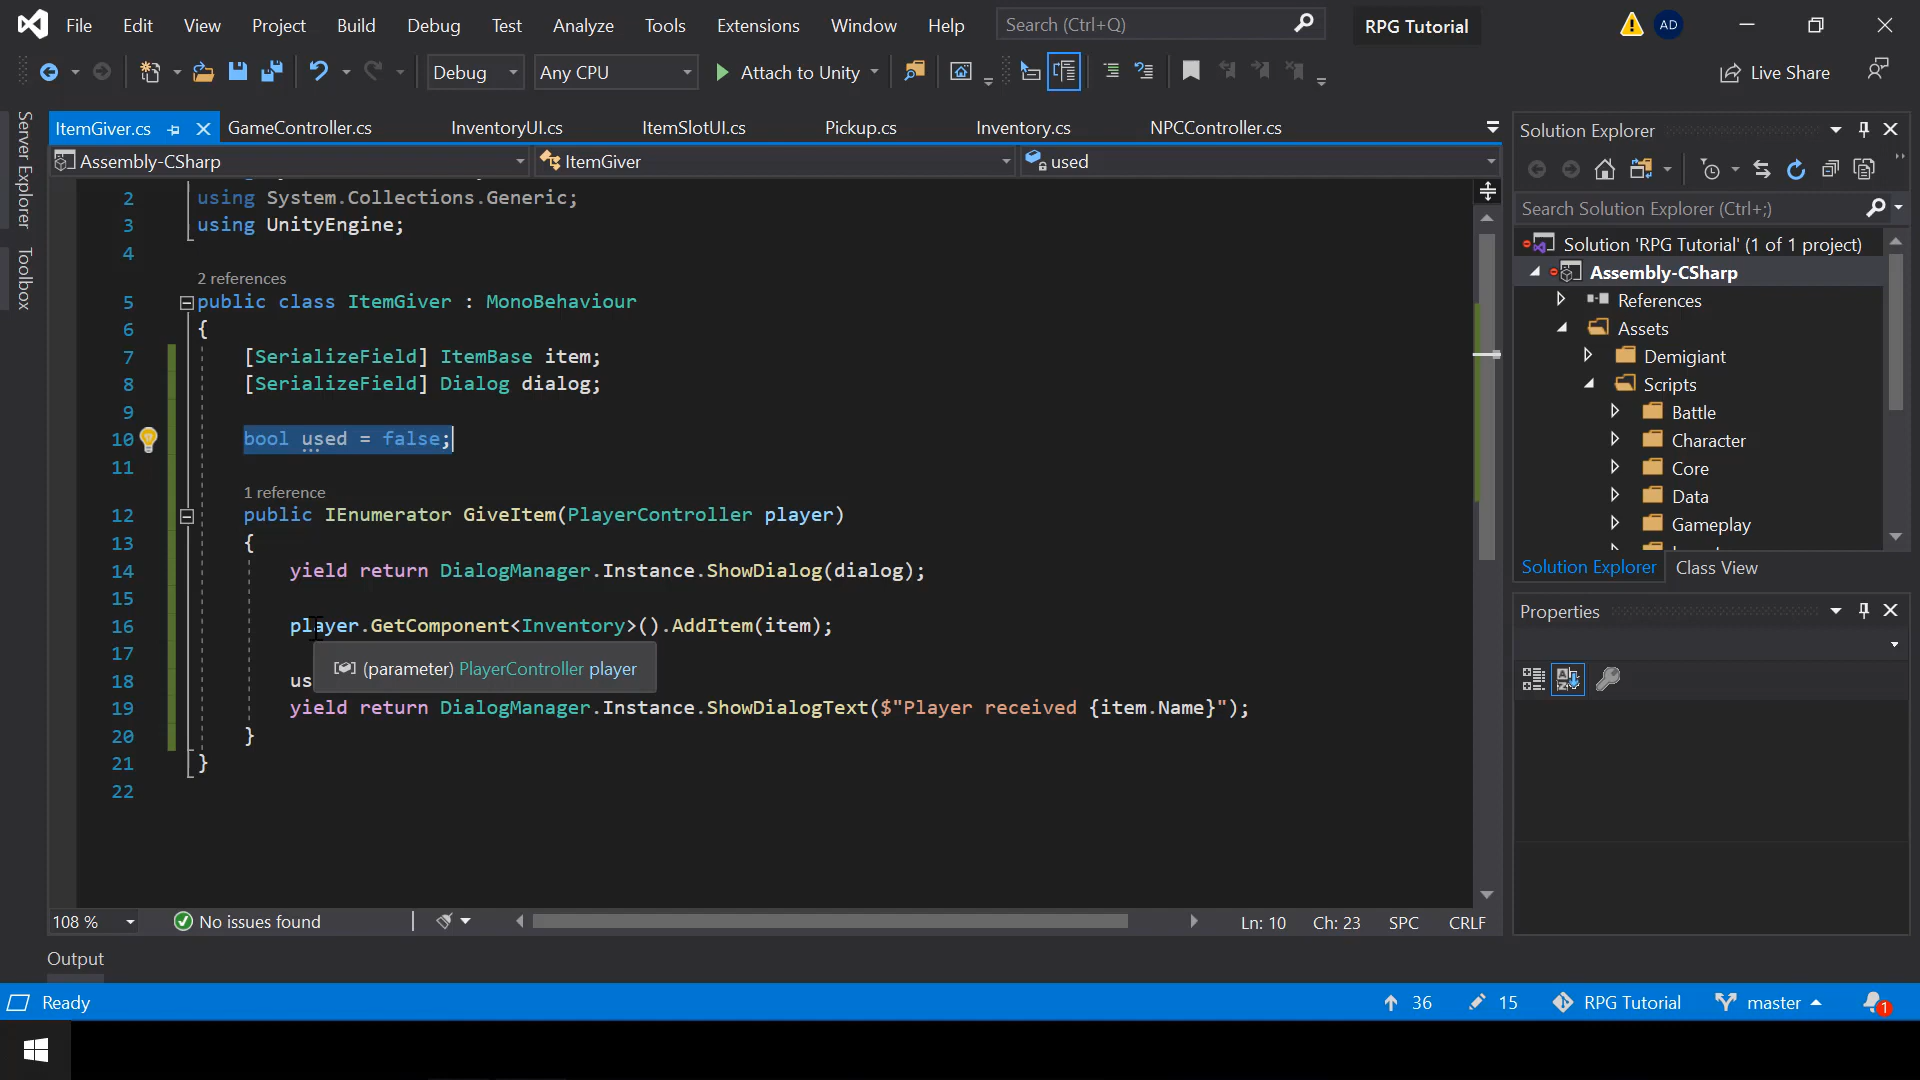 File Edit View Project Build Debug Test Analyze Tools Extensions Window Help Search (Ctrl+Q) RPG Tutorial AD
Debug Any CPU Attach to Unity Live Share
Server Explorer
Toolbox
ItemGiver.cs GameController.cs InventoryUI.cs ItemSlotUI.cs Pickup.cs Inventory.cs NPCController.cs
Assembly-CSharp ItemGiver used
2 using System.Collections.Generic;
3 using UnityEngine;
4
2 references
5 public class ItemGiver : MonoBehaviour
6 {
7 [SerializeField] ItemBase item;
8 [SerializeField] Dialog dialog;
9
10 bool used = false;
11
1 reference
12 public IEnumerator GiveItem(PlayerController player)
13 {
14 yield return DialogManager.Instance.ShowDialog(dialog);
15
16 player.GetComponent<Inventory>().AddItem(item);
17
(parameter) PlayerController player
18 us
19 yield return DialogManager.Instance.ShowDialogText($"Player received {item.Name}");
20 }
21 }
22
108 % No issues found Ln: 10 Ch: 23 SPC CRLF
Solution Explorer
Search Solution Explorer (Ctrl+;)
Solution 'RPG Tutorial' (1 of 1 project)
Assembly-CSharp
References
Assets
Demigiant
Scripts
Battle
Character
Core
Data
Gameplay
Solution Explorer Class View
Properties
Output
Ready 36 15 RPG Tutorial master 1